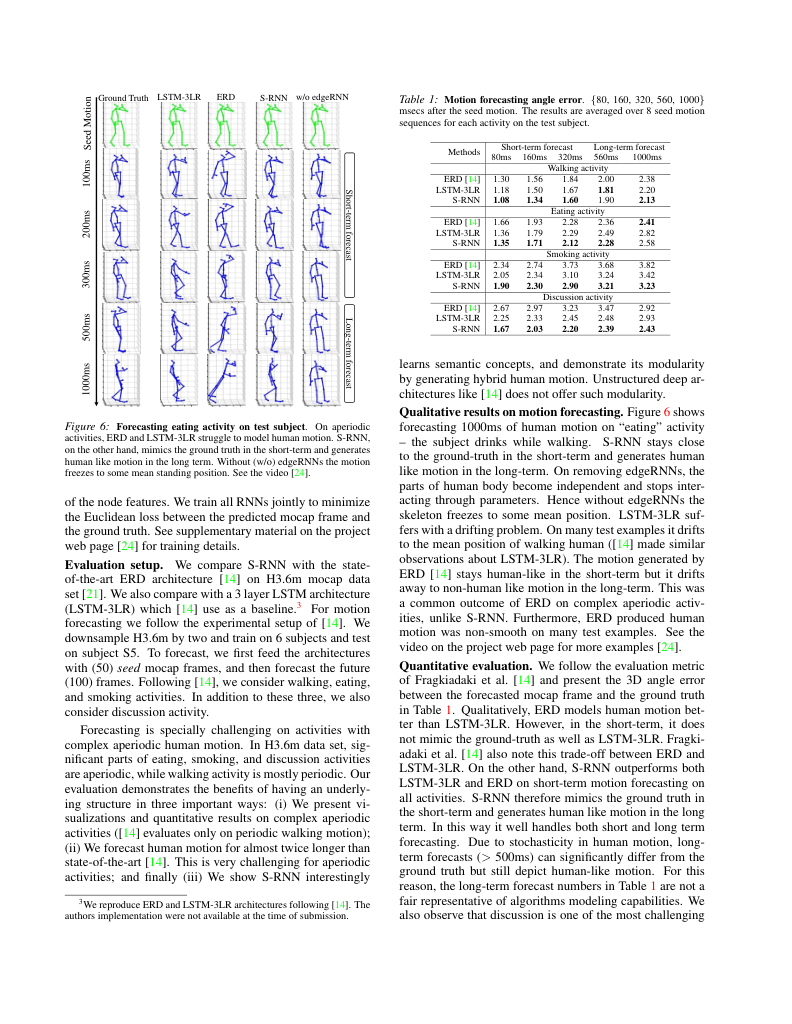 Ground Truth LSTM-3LR ERD S-RNN w/o edgeRNN
Seed Motion
100ms
200ms
300ms
500ms
1000ms
Short-term forecast
Long-term forecast
Figure 6: Forecasting eating activity on test subject. On aperiodic
activities, ERD and LSTM-3LR struggle to model human motion. S-RNN,
on the other hand, mimics the ground truth in the short-term and generates
human like motion in the long term. Without (w/o) edgeRNNs the motion
freezes to some mean standing position. See the video [24].
of the node features. We train all RNNs jointly to minimize
the Euclidean loss between the predicted mocap frame and
the ground truth. See supplementary material on the project
web page [24] for training details.
Evaluation setup. We compare S-RNN with the state-
of-the-art ERD architecture [14] on H3.6m mocap data
set [21]. We also compare with a 3 layer LSTM architecture
(LSTM-3LR) which [14] use as a baseline.3 For motion
forecasting we follow the experimental setup of [14]. We
downsample H3.6m by two and train on 6 subjects and test
on subject S5. To forecast, we first feed the architectures
with (50) seed mocap frames, and then forecast the future
(100) frames. Following [14], we consider walking, eating,
and smoking activities. In addition to these three, we also
consider discussion activity.
Forecasting is specially challenging on activities with
complex aperiodic human motion. In H3.6m data set, sig-
nificant parts of eating, smoking, and discussion activities
are aperiodic, while walking activity is mostly periodic. Our
evaluation demonstrates the benefits of having an underly-
ing structure in three important ways: (i) We present vi-
sualizations and quantitative results on complex aperiodic
activities ([14] evaluates only on periodic walking motion);
(ii) We forecast human motion for almost twice longer than
state-of-the-art [14]. This is very challenging for aperiodic
activities; and finally (iii) We show S-RNN interestingly
3We reproduce ERD and LSTM-3LR architectures following [14]. The
authors implementation were not available at the time of submission.
Table 1: Motion forecasting angle error. {80, 160, 320, 560, 1000}
msecs after the seed motion. The results are averaged over 8 seed motion
sequences for each activity on the test subject.
Methods Short-term forecast Long-term forecast
80ms 160ms 320ms 560ms 1000ms
Walking activity
ERD [14] 1.30 1.56 1.84 2.00 2.38
LSTM-3LR 1.18 1.50 1.67 1.81 2.20
S-RNN 1.08 1.34 1.60 1.90 2.13
Eating activity
ERD [14] 1.66 1.93 2.28 2.36 2.41
LSTM-3LR 1.36 1.79 2.29 2.49 2.82
S-RNN 1.35 1.71 2.12 2.28 2.58
Smoking activity
ERD [14] 2.34 2.74 3.73 3.68 3.82
LSTM-3LR 2.05 2.34 3.10 3.24 3.42
S-RNN 1.90 2.30 2.90 3.21 3.23
Discussion activity
ERD [14] 2.67 2.97 3.23 3.47 2.92
LSTM-3LR 2.25 2.33 2.45 2.48 2.93
S-RNN 1.67 2.03 2.20 2.39 2.43
learns semantic concepts, and demonstrate its modularity
by generating hybrid human motion. Unstructured deep ar-
chitectures like [14] does not offer such modularity.
Qualitative results on motion forecasting. Figure 6 shows
forecasting 1000ms of human motion on “eating” activity
– the subject drinks while walking. S-RNN stays close
to the ground-truth in the short-term and generates human
like motion in the long-term. On removing edgeRNNs, the
parts of human body become independent and stops inter-
acting through parameters. Hence without edgeRNNs the
skeleton freezes to some mean position. LSTM-3LR suf-
fers with a drifting problem. On many test examples it drifts
to the mean position of walking human ([14] made similar
observations about LSTM-3LR). The motion generated by
ERD [14] stays human-like in the short-term but it drifts
away to non-human like motion in the long-term. This was
a common outcome of ERD on complex aperiodic activ-
ities, unlike S-RNN. Furthermore, ERD produced human
motion was non-smooth on many test examples. See the
video on the project web page for more examples [24].
Quantitative evaluation. We follow the evaluation metric
of Fragkiadaki et al. [14] and present the 3D angle error
between the forecasted mocap frame and the ground truth
in Table 1. Qualitatively, ERD models human motion bet-
ter than LSTM-3LR. However, in the short-term, it does
not mimic the ground-truth as well as LSTM-3LR. Fragki-
adaki et al. [14] also note this trade-off between ERD and
LSTM-3LR. On the other hand, S-RNN outperforms both
LSTM-3LR and ERD on short-term motion forecasting on
all activities. S-RNN therefore mimics the ground truth in
the short-term and generates human like motion in the long
term. In this way it well handles both short and long term
forecasting. Due to stochasticity in human motion, long-
term forecasts (> 500ms) can significantly differ from the
ground truth but still depict human-like motion. For this
reason, the long-term forecast numbers in Table 1 are not a
fair representative of algorithms modeling capabilities. We
also observe that discussion is one of the most challenging